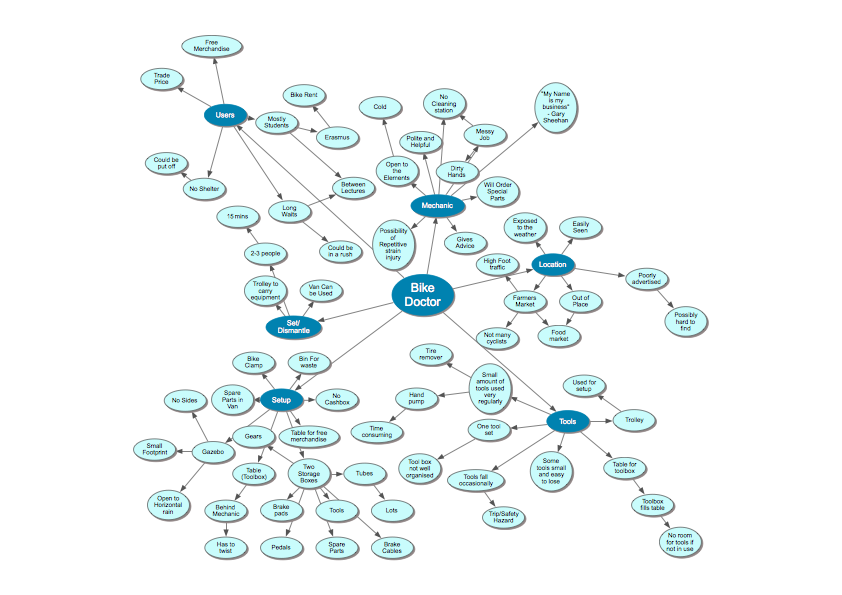 Free
Merchandise
Trade
Price
Users
Mostly
Students
Bike Rent
Erasmus
Could be
put off
No Shelter
Between
Lectures
Long
Waits
Could be
in a rush
15 mins
2-3 people
Trolley to
carry
equipment
Van Can
be Used
Set/
Dismantle
Cold
No
Cleaning
station
"My Name
is my
business"
- Gary
Sheehan
Polite and
Helpful
Messy
Job
Open to
the
Elements
Dirty
Hands
Will Order
Special
Parts
Mechanic
Possibility
of
Repetitive
strain
injury
Gives
Advice
Bike
Doctor
Exposed
to the
weather
Easily
Seen
High Foot
traffic
Location
Poorly
advertised
Farmers
Market
Out of
Place
Possibly
hard to
find
Not many
cyclists
Food
market
Bike
Clamp
Bin For
waste
No Sides
Spare
Parts in
Van
Setup
No
Cashbox
Gears
Table for free
merchandise
Small
Footprint
Gazebo
Table
(Toolbox)
Two
Storage
Boxes
Tubes
Open to
Horizontal
rain
Behind
Mechanic
Brake
pads
Tools
Lots
Has to
twist
Pedals
Spare
Parts
Brake
Cables
Tire
remover
Small
amount of
tools used
very
regularly
Used for
setup
Hand
pump
Time
consuming
One tool
set
Tools
Trolley
Tool box
not well
organised
Tools fall
occasionally
Some
tools small
and easy
to lose
Table for
toolbox
Trip/Safety
Hazard
Toolbox
fills table
No room
for tools if
not in use